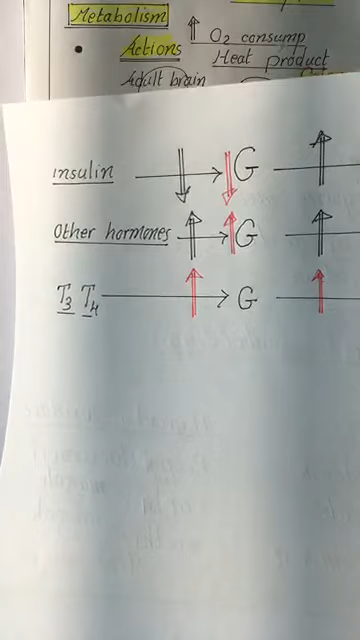 Metabolism
• Actions ↑ O2 consump
Heat product
Adult brain
insulin → G
Other hormones → G
T3 T4 → G